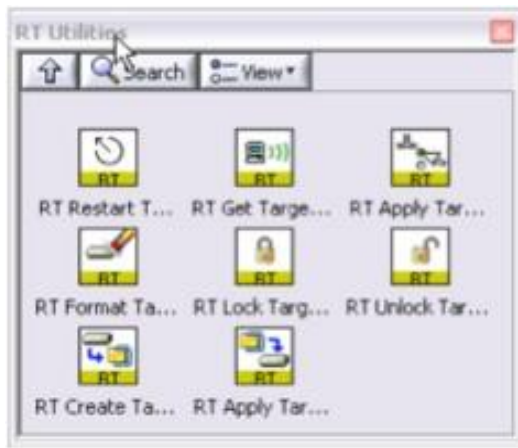 RT Utilities
Search View
RT RT RT
RT Restart T... RT Get Targe... RT Apply Tar...
RT RT RT
RT Format Ta... RT Lock Targ... RT Unlock Tar...
RT RT
RT Create Ta... RT Apply Tar...